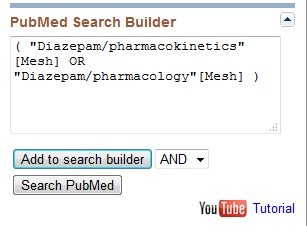 PubMed Search Builder
( "Diazepam/pharmacokinetics"
[Mesh] OR
"Diazepam/pharmacology"[Mesh] )
Add to search builder AND
Search PubMed
YouTube Tutorial